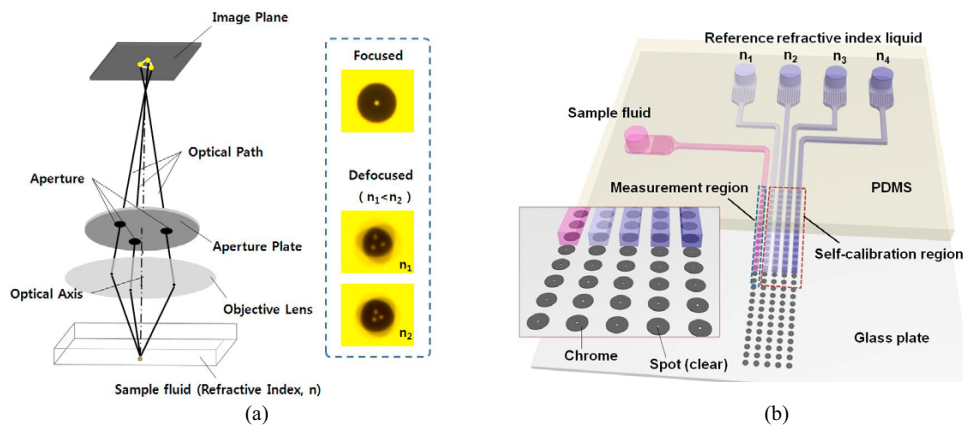 Image Plane
Optical Path
Aperture
Aperture Plate
Optical Axis
Objective Lens
Sample fluid (Refractive Index, n)
Focused
Defocused
( n₁< n₂ )
n₁
n₂
(a)
Reference refractive index liquid
n₁ n₂ n₃ n₄
Sample fluid
Measurement region
PDMS
Self-calibration region
Chrome
Spot (clear)
Glass plate
(b)